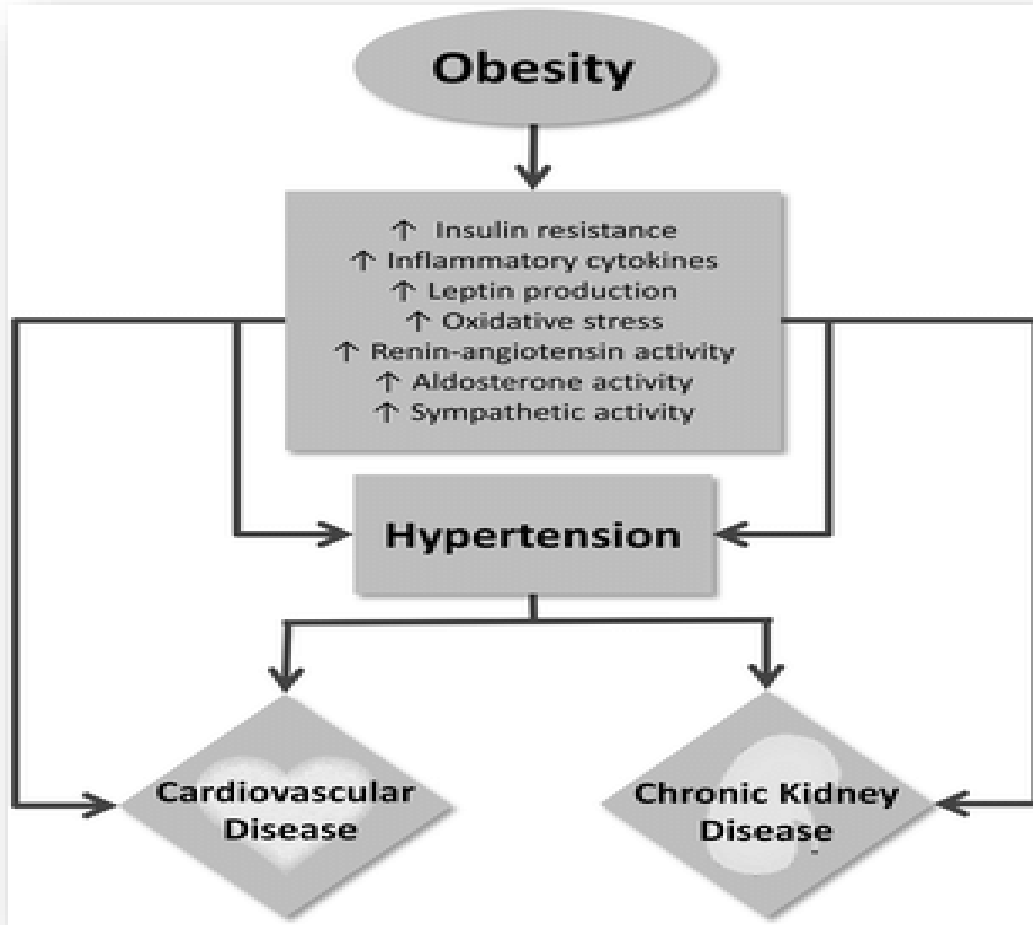 Obesity
↑ Insulin resistance
↑ Inflammatory cytokines
↑ Leptin production
↑ Oxidative stress
↑ Renin-angiotensin activity
↑ Aldosterone activity
↑ Sympathetic activity
Hypertension
Cardiovascular
Disease
Chronic Kidney
Disease